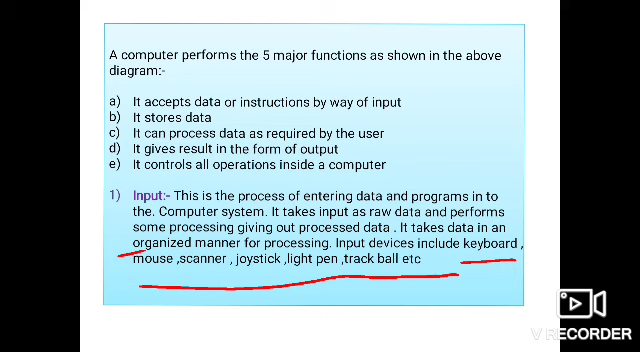 A computer performs the 5 major functions as shown in the above
diagram:-
a) It accepts data or instructions by way of input
b) It stores data
c) It can process data as required by the user
d) It gives result in the form of output
e) It controls all operations inside a computer
1) Input:- This is the process of entering data and programs in to
the. Computer system. It takes input as raw data and performs
some processing giving out processed data . It takes data in an
organized manner for processing. Input devices include keyboard ,
mouse ,scanner , joystick ,light pen ,track ball etc
V RECORDER